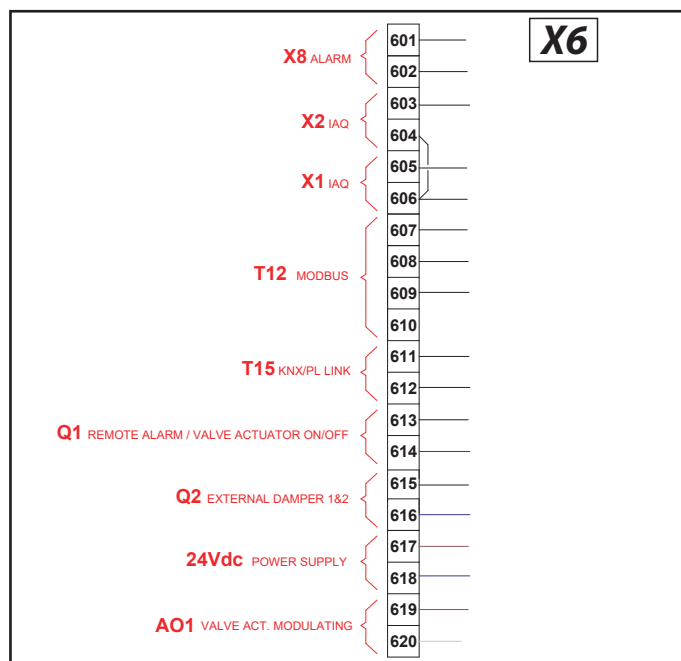 X6
X8 ALARM
601
602
X2 IAQ
603
604
X1 IAQ
605
606
T12 MODBUS
607
608
609
610
T15 KNX/PL LINK
611
612
Q1 REMOTE ALARM / VALVE ACTUATOR ON/OFF
613
614
Q2 EXTERNAL DAMPER 1&2
615
616
24Vdc POWER SUPPLY
617
618
AO1 VALVE ACT. MODULATING
619
620